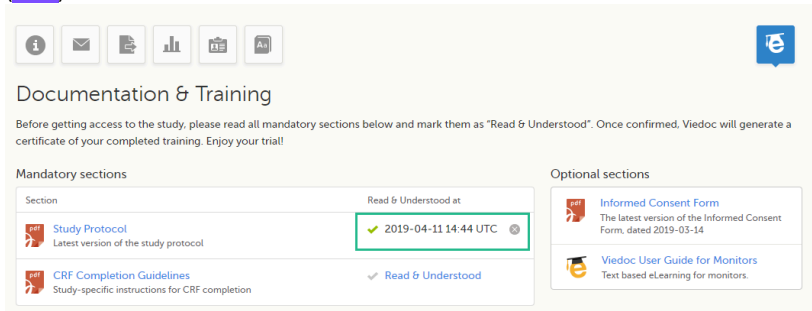 Documentation & Training
Before getting access to the study, please read all mandatory sections below and mark them as “Read & Understood”. Once confirmed, Viedoc will generate a
certificate of your completed training. Enjoy your trial!
Mandatory sections
Section
Read & Understood at
pdf
Study Protocol
Latest version of the study protocol
2019-04-11 14:44 UTC
pdf
CRF Completion Guidelines
Study-specific instructions for CRF completion
Read & Understood
Optional sections
pdf
Informed Consent Form
The latest version of the Informed Consent
Form, dated 2019-03-14
Viedoc User Guide for Monitors
Text based eLearning for monitors.